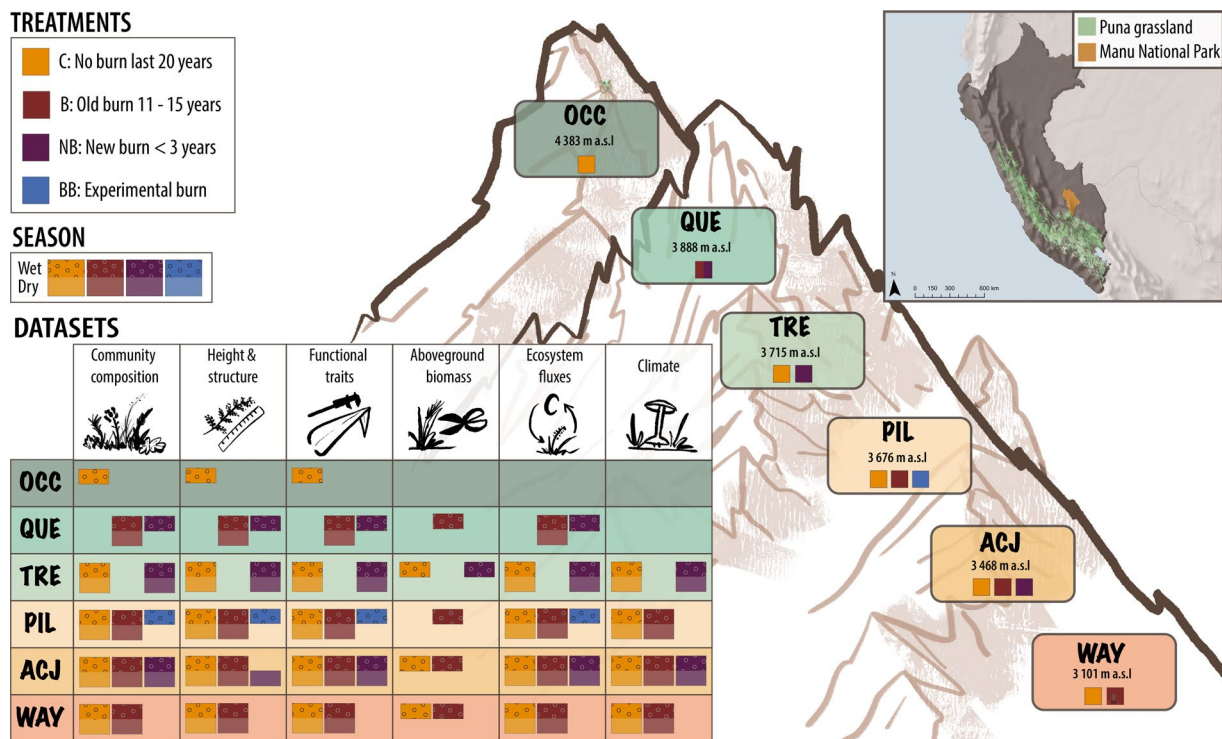 TREATMENTS
C: No burn last 20 years
B: Old burn 11 - 15 years
NB: New burn < 3 years
BB: Experimental burn
SEASON
Wet
Dry
DATASETS
Community composition
Height & structure
Functional traits
Aboveground biomass
Ecosystem fluxes
Climate
C
OCC
QUE
TRE
PIL
ACJ
WAY
OCC
4 383 m a.s.l
QUE
3 888 m a.s.l
TRE
3 715 m a.s.l
PIL
3 676 m a.s.l
ACJ
3 468 m a.s.l
WAY
3 101 m a.s.l
Puna grassland
Manu National Park
N
0 150 300 600 km